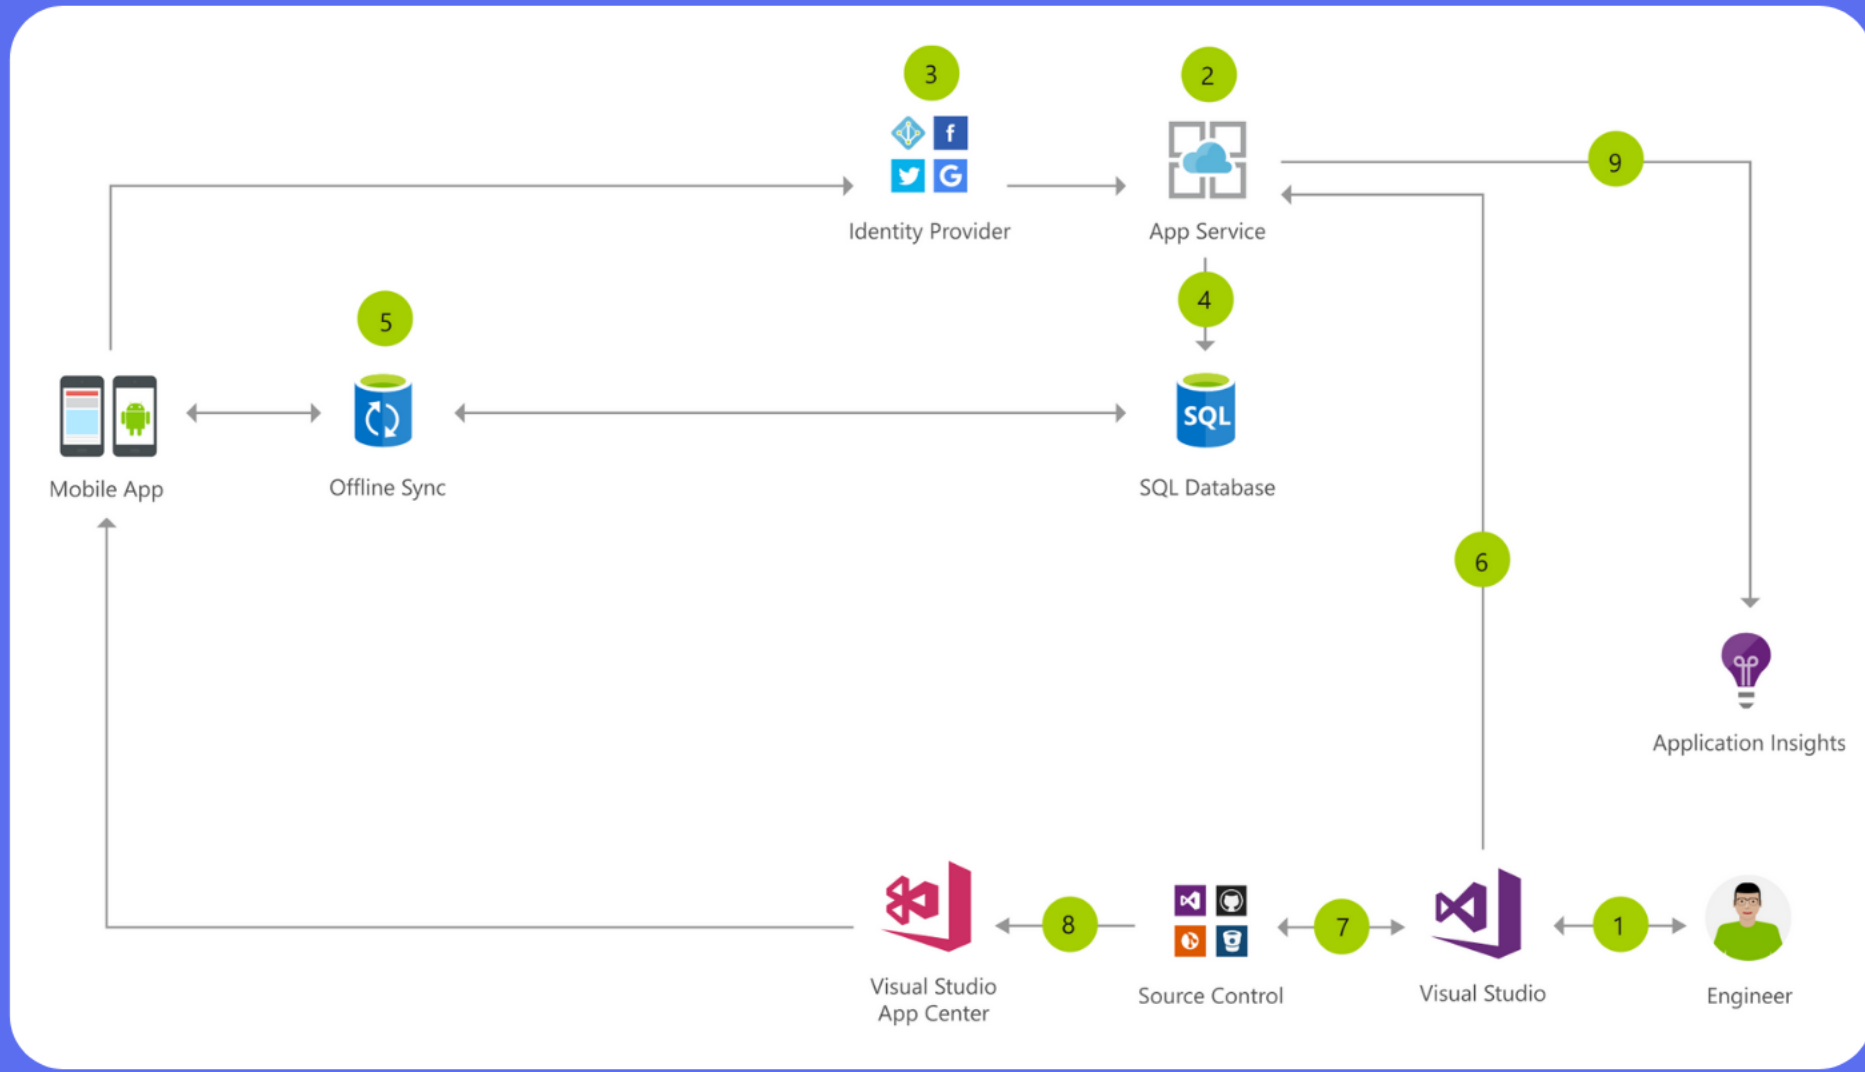 3
2
f
G
9
Identity Provider
App Service
4
5
SQL
Mobile App
Offline Sync
SQL Database
6
Application Insights
8
7
1
Visual Studio
App Center
Source Control
Visual Studio
Engineer